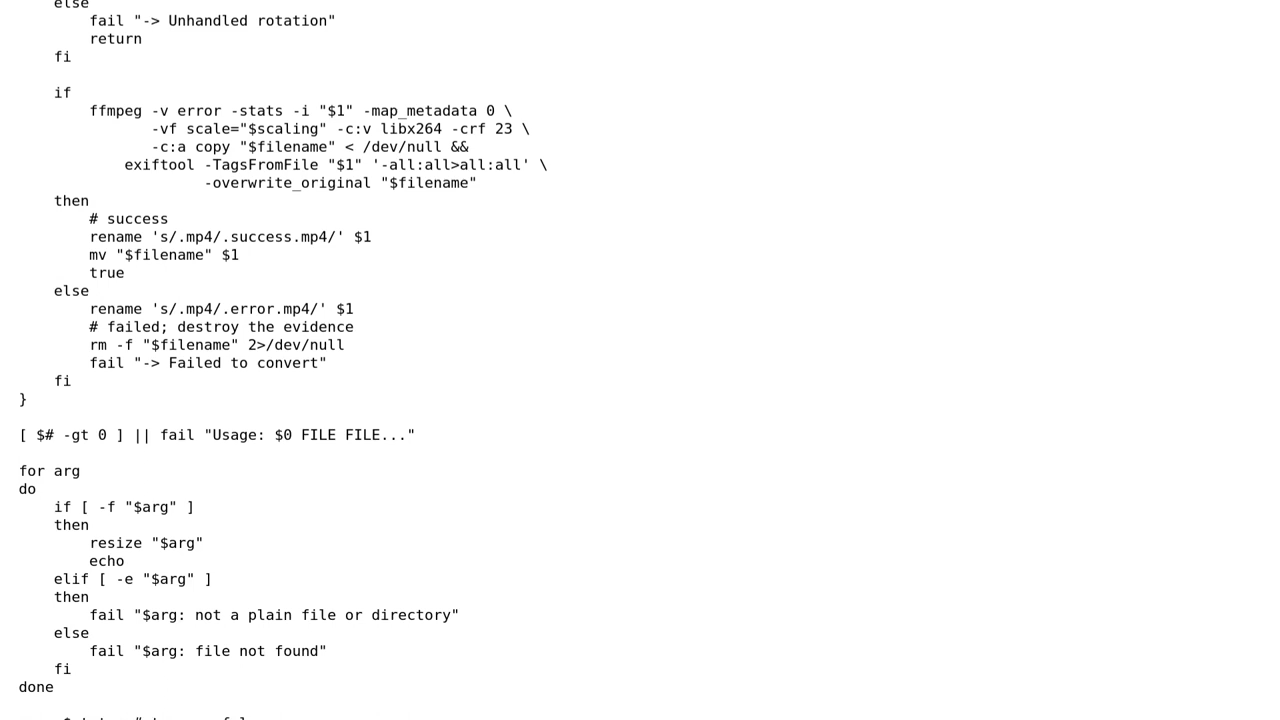 else
        fail "-> Unhandled rotation"
        return
    fi

    if
        ffmpeg -v error -stats -i "$1" -map_metadata 0 \
               -vf scale="$scaling" -c:v libx264 -crf 23 \
               -c:a copy "$filename" < /dev/null &&
            exiftool -TagsFromFile "$1" '-all:all>all:all' \
                     -overwrite_original "$filename"
    then
        # success
        rename 's/.mp4/.success.mp4/' $1
        mv "$filename" $1
        true
    else
        rename 's/.mp4/.error.mp4/' $1
        # failed; destroy the evidence
        rm -f "$filename" 2>/dev/null
        fail "-> Failed to convert"
    fi
}

[ $# -gt 0 ] || fail "Usage: $0 FILE FILE..."

for arg
do
    if [ -f "$arg" ]
    then
        resize "$arg"
        echo
    elif [ -e "$arg" ]
    then
        fail "$arg: not a plain file or directory"
    else
        fail "$arg: file not found"
    fi
done